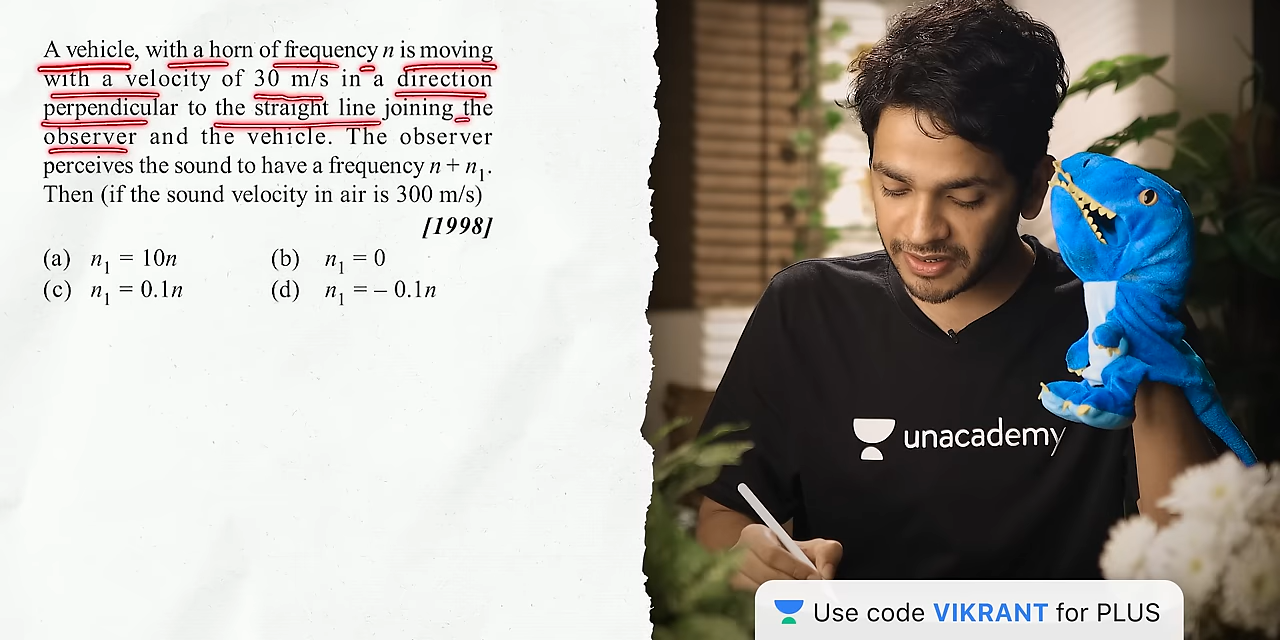 A vehicle, with a horn of frequency n is moving
with a velocity of 30 m/s in a direction
perpendicular to the straight line joining the
observer and the vehicle. The observer
perceives the sound to have a frequency n + n₁.
Then (if the sound velocity in air is 300 m/s)
[1998]
(a) n₁ = 10n (b) n₁ = 0
(c) n₁ = 0.1n (d) n₁ = – 0.1n
unacademy
Use code VIKRANT for PLUS